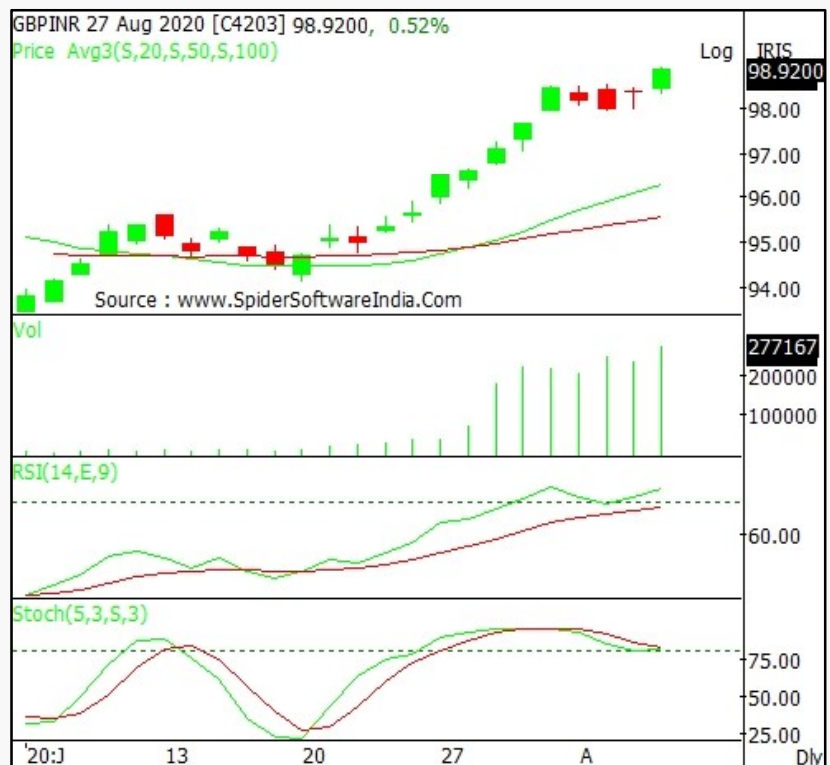 GBPINR 27 Aug 2020 [C4203] 98.9200, 0.52%
Price Avg3(S,20,S,50,S,100)
Log IRIS
98.9200
98.00
97.00
96.00
95.00
94.00
Source : www.SpiderSoftwareIndia.Com
Vol
277167
200000
100000
RSI(14,E,9)
60.00
Stoch(5,3,S,3)
75.00
50.00
25.00
'20:J 13 20 27 A Dly